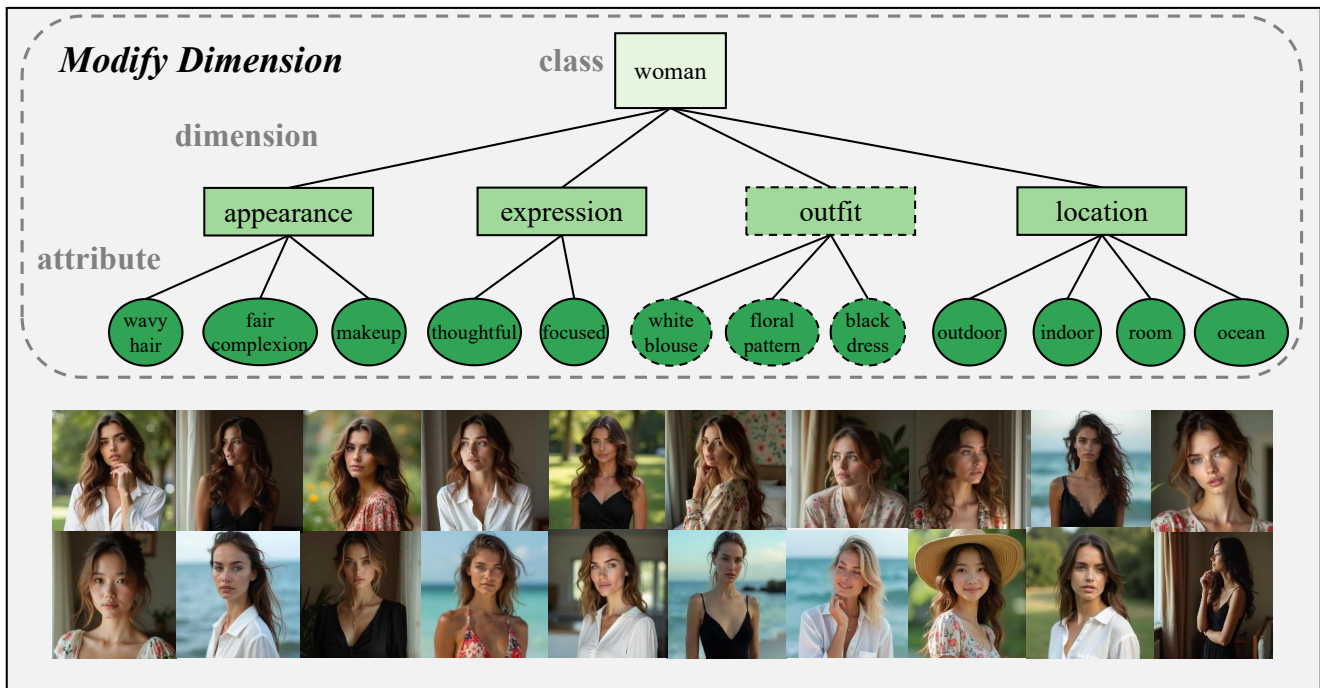 Modify Dimension
class
woman
dimension
appearance
expression
outfit
location
attribute
wavy
hair
fair
complexion
makeup
thoughtful
focused
white
blouse
floral
pattern
black
dress
outdoor
indoor
room
ocean